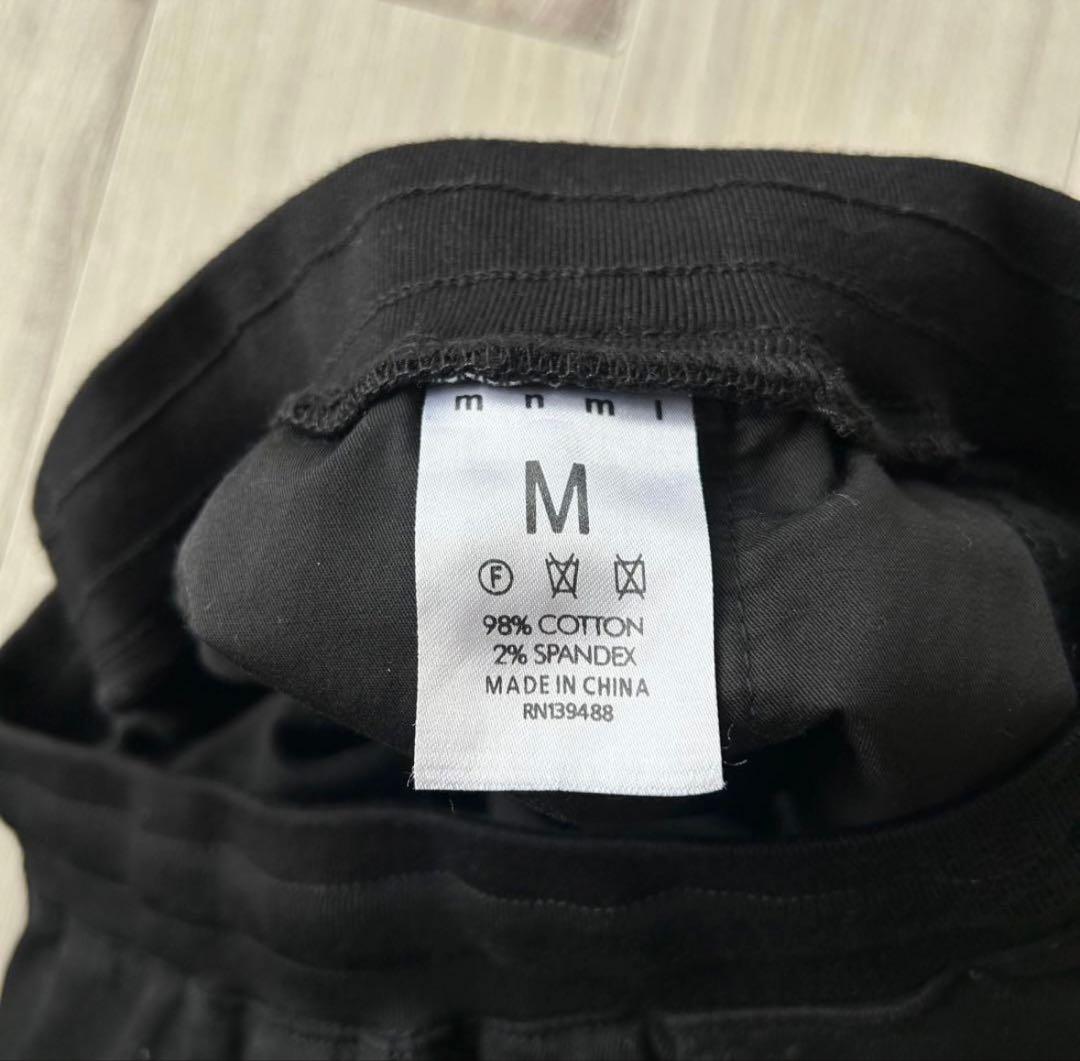 mnml
M
F
98% COTTON
2% SPANDEX
MADE IN CHINA
RN139488